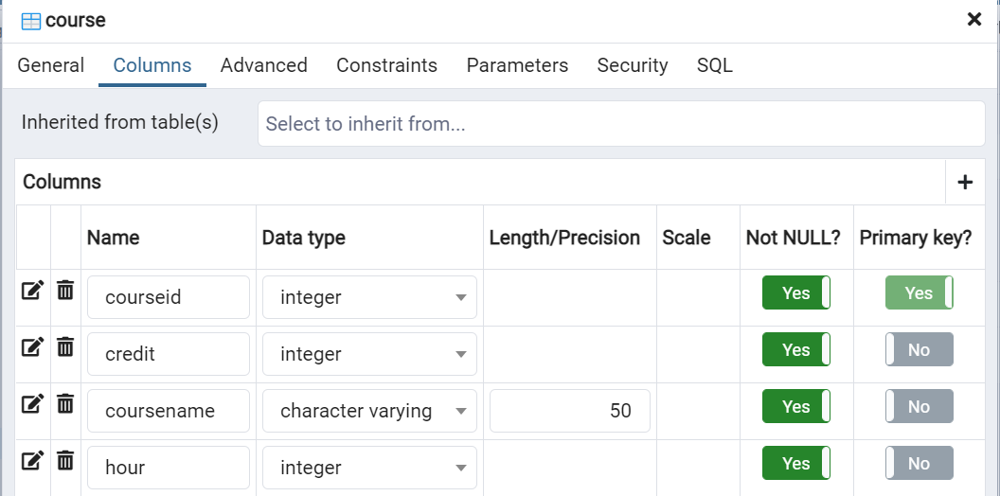 course
General Columns Advanced Constraints Parameters Security SQL
Inherited from table(s) Select to inherit from...
Columns
Name Data type Length/Precision Scale Not NULL? Primary key?
courseid integer Yes Yes
credit integer Yes No
coursename character varying 50 Yes No
hour integer Yes No